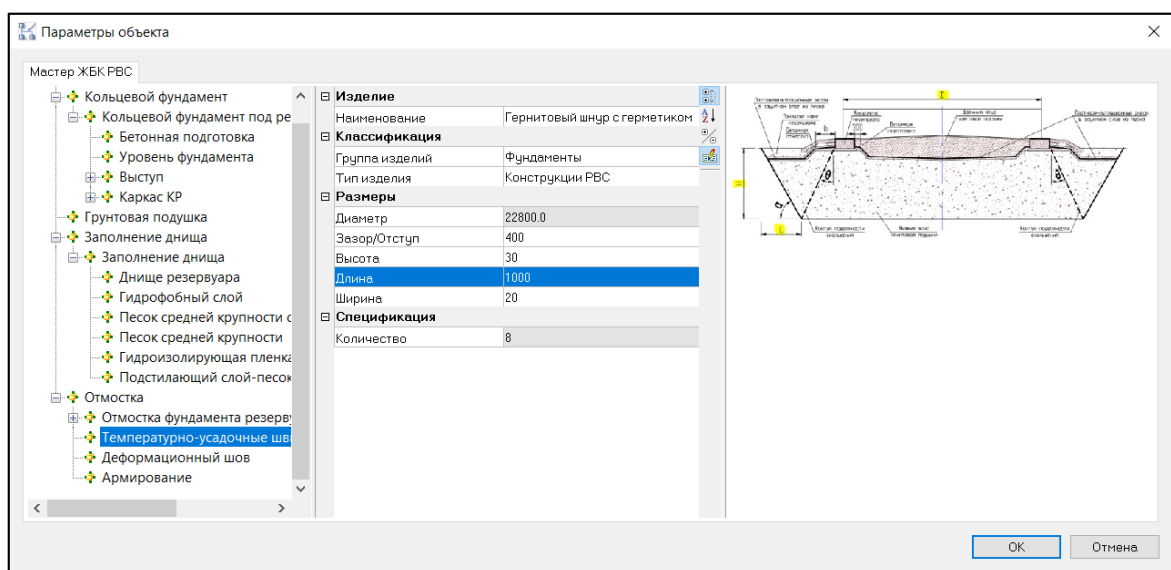 Параметры объекта
Мастер ЖБК РВС
Кольцевой фундамент
Кольцевой фундамент под ре
Бетонная подготовка
Уровень фундамента
Выступ
Каркас КР
Грунтовая подушка
Заполнение днища
Заполнение днища
Днище резервуара
Гидрофобный слой
Песок средней крупности с
Песок средней крупности
Гидроизолирующая пленка
Подстилающий слой-песок
Отмостка
Отмостка фундамента резерв
Температурно-усадочные шв
Деформационный шов
Армирование
Изделие
Наименование Гернитовый шнур с герметиком
Классификация
Группа изделий Фундаменты
Тип изделия Конструкции РВС
Размеры
Диаметр 22800.0
Зазор/Отступ 400
Высота 30
Длина 1000
Ширина 20
Спецификация
Количество 8
b
300
OK
Отмена